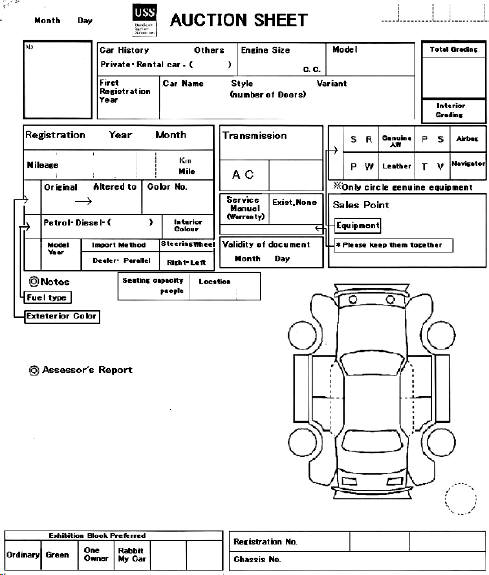 Month Day
USS
AUCTION SHEET
NO.
Car History Others
Private・Rental car・( )
Engine Size
C.C.
Model
Total Grading
First
Registration
Year
Car Name Style Variant
(number of Doors)
Interior
Grading
Registration Year Month
Mileage
Km
Mile
Original Altered to
→
Color No.
Petrol・Diesel・( )
Interior
Colour
Model
Year
Import Method
Dealer・Parallel
SteeringWheel
Right・Left
Transmission
A C
Service
Manual
(Warranty)
Exist,None
Validity of document
Month Day
S R Genuine
AW P S Airbag
P W Leather T V Navigator
※Only circle genuine equipment
Sales Point
Equipment
* Please keep them together
◎Notes
Fuel type
Exteterior Color
Seating capacity
people
Location
◎ Assessor's Report
Exhibition Block Preferred
Ordinary
Green
One
Owner
Rabbit
My Car
Registration No.
Chassis No.